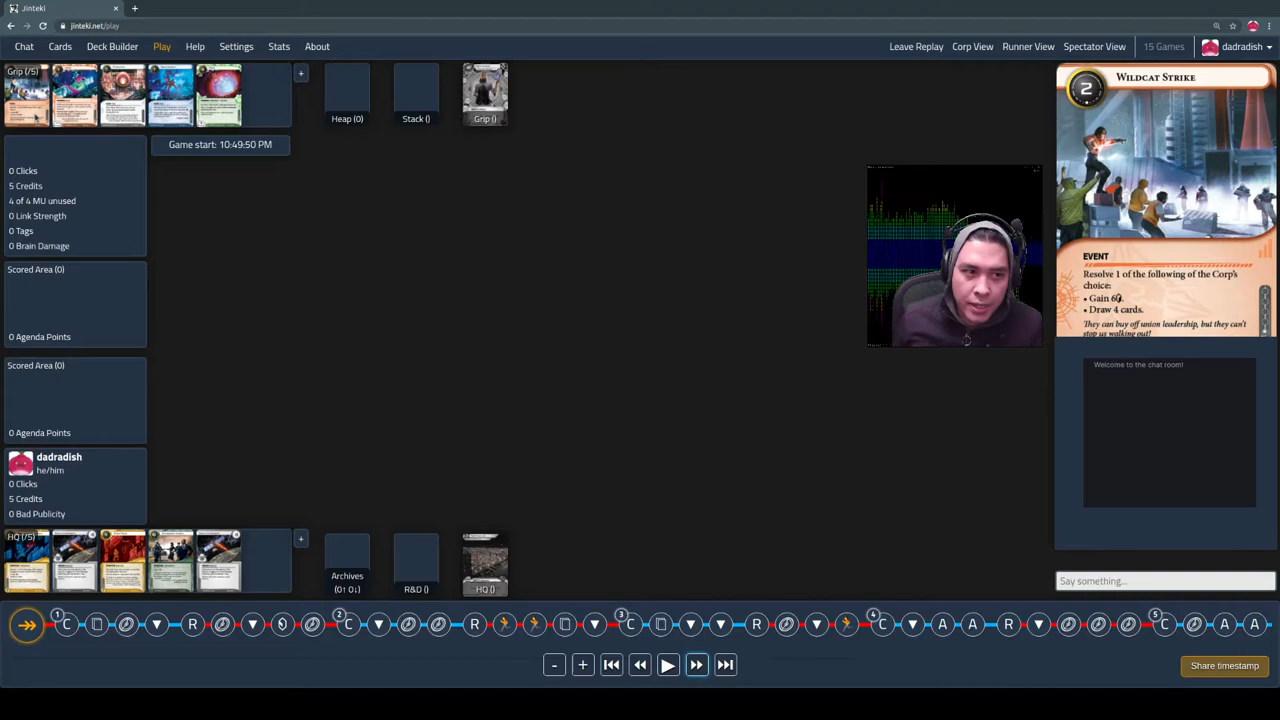 Jinteki
jinteki.net/play
Chat Cards Deck Builder Play Help Settings Stats About
Leave Replay Corp View Runner View Spectator View 15 Games dadradish
Grip (/5)
Heap (0)
Stack ()
Grip ()
Game start: 10:49:50 PM
0 Clicks
5 Credits
4 of 4 MU unused
0 Link Strength
0 Tags
0 Brain Damage
Scored Area (0)
0 Agenda Points
Scored Area (0)
0 Agenda Points
dadradish
he/him
0 Clicks
5 Credits
0 Bad Publicity
HQ (/5)
Archives
(0↑ 0↓)
R&D ()
HQ ()
2
WILDCAT STRIKE
EVENT
Resolve 1 of the following of the Corp's
choice:
• Gain 6
• Draw 4 cards.
They can buy off union leadership, but they can't
stop us walking out!
Welcome to the chat room!
Say something...
1 C R 2 C R 3 C R 4 C A A R 5 C A A
- +
Share timestamp